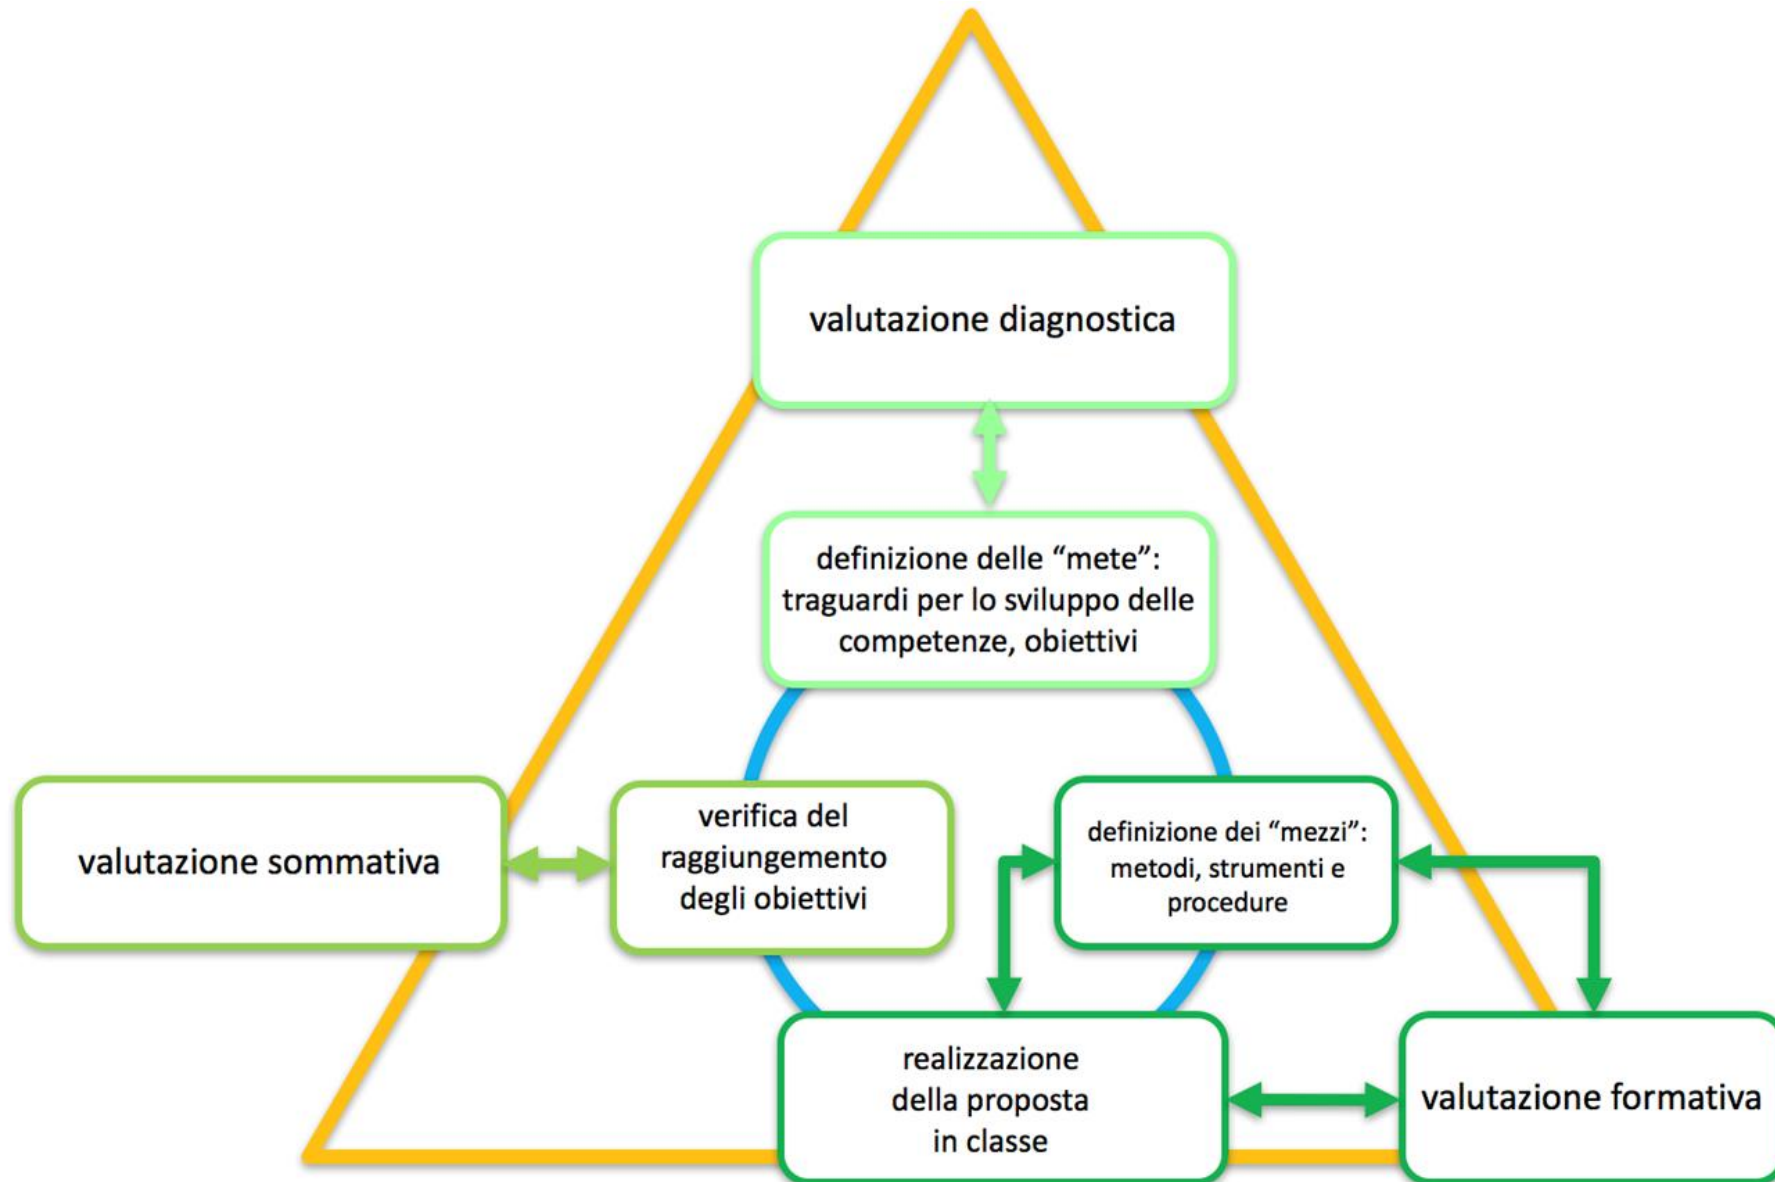 valutazione diagnostica
definizione delle “mete”:
traguardi per lo sviluppo delle
competenze, obiettivi
valutazione sommativa
verifica del
raggiungemento
degli obiettivi
definizione dei “mezzi”:
metodi, strumenti e
procedure
realizzazione
della proposta
in classe
valutazione formativa